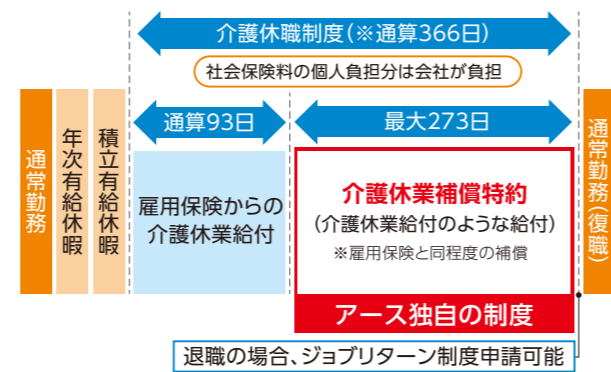 介護休職制度(※通算366日)
社会保険料の個人負担分は会社が負担
通常勤務
年次有給休暇
積立有給休暇
通算93日
雇用保険からの
介護休業給付
最大273日
介護休業補償特約
(介護休業給付のような給付)
※雇用保険と同程度の補償
アース独自の制度
通常勤務(復職)
退職の場合、ジョブリターン制度申請可能